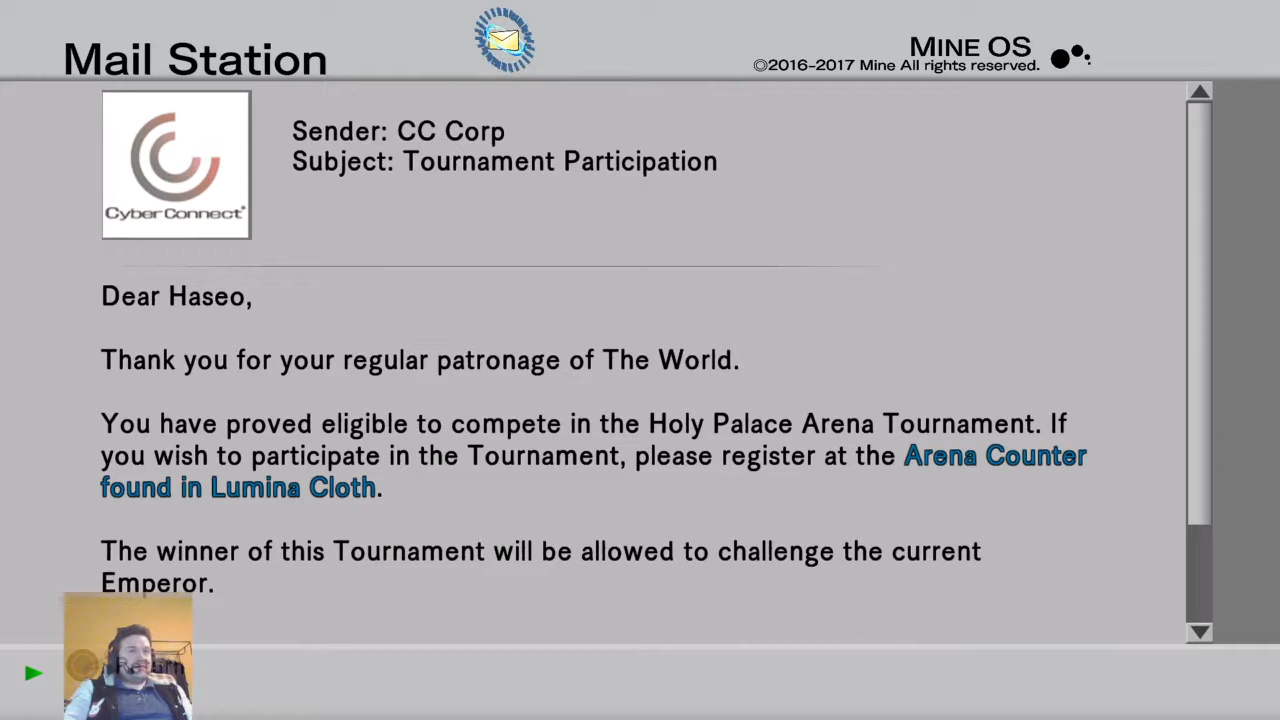 Mail Station
MINE OS
©2016-2017 Mine All rights reserved.
CyberConnect
Sender: CC Corp
Subject: Tournament Participation
Dear Haseo,
Thank you for your regular patronage of The World.
You have proved eligible to compete in the Holy Palace Arena Tournament. If
you wish to participate in the Tournament, please register at the Arena Counter
found in Lumina Cloth.
The winner of this Tournament will be allowed to challenge the current
Emperor.